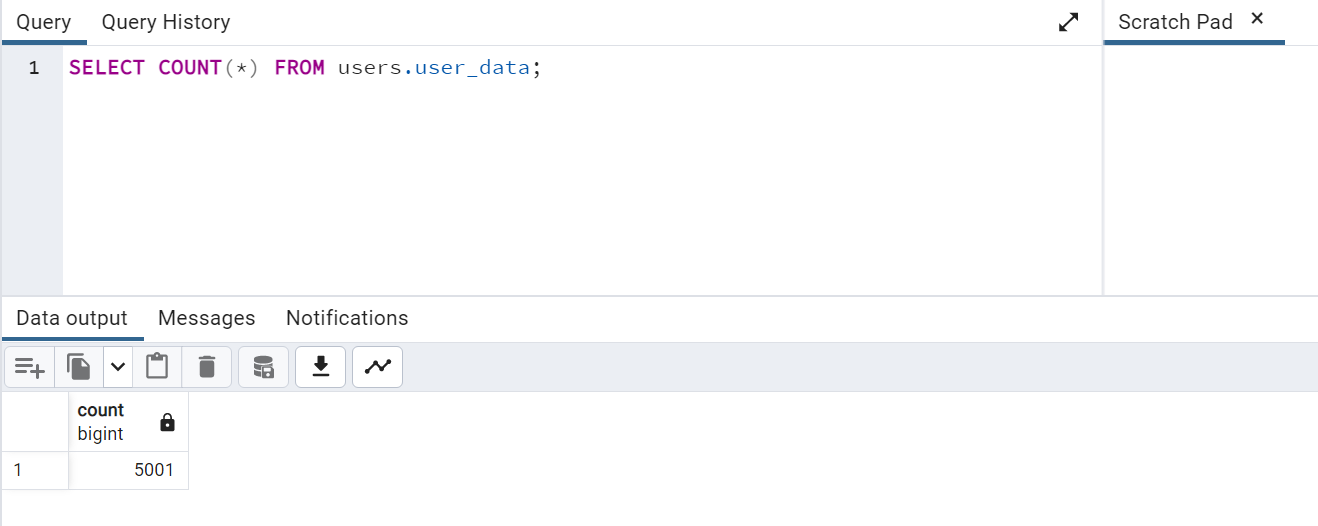 Query Query History Scratch Pad ×
1 SELECT COUNT(*) FROM users.user_data;
Data output Messages Notifications
count
bigint
1 5001